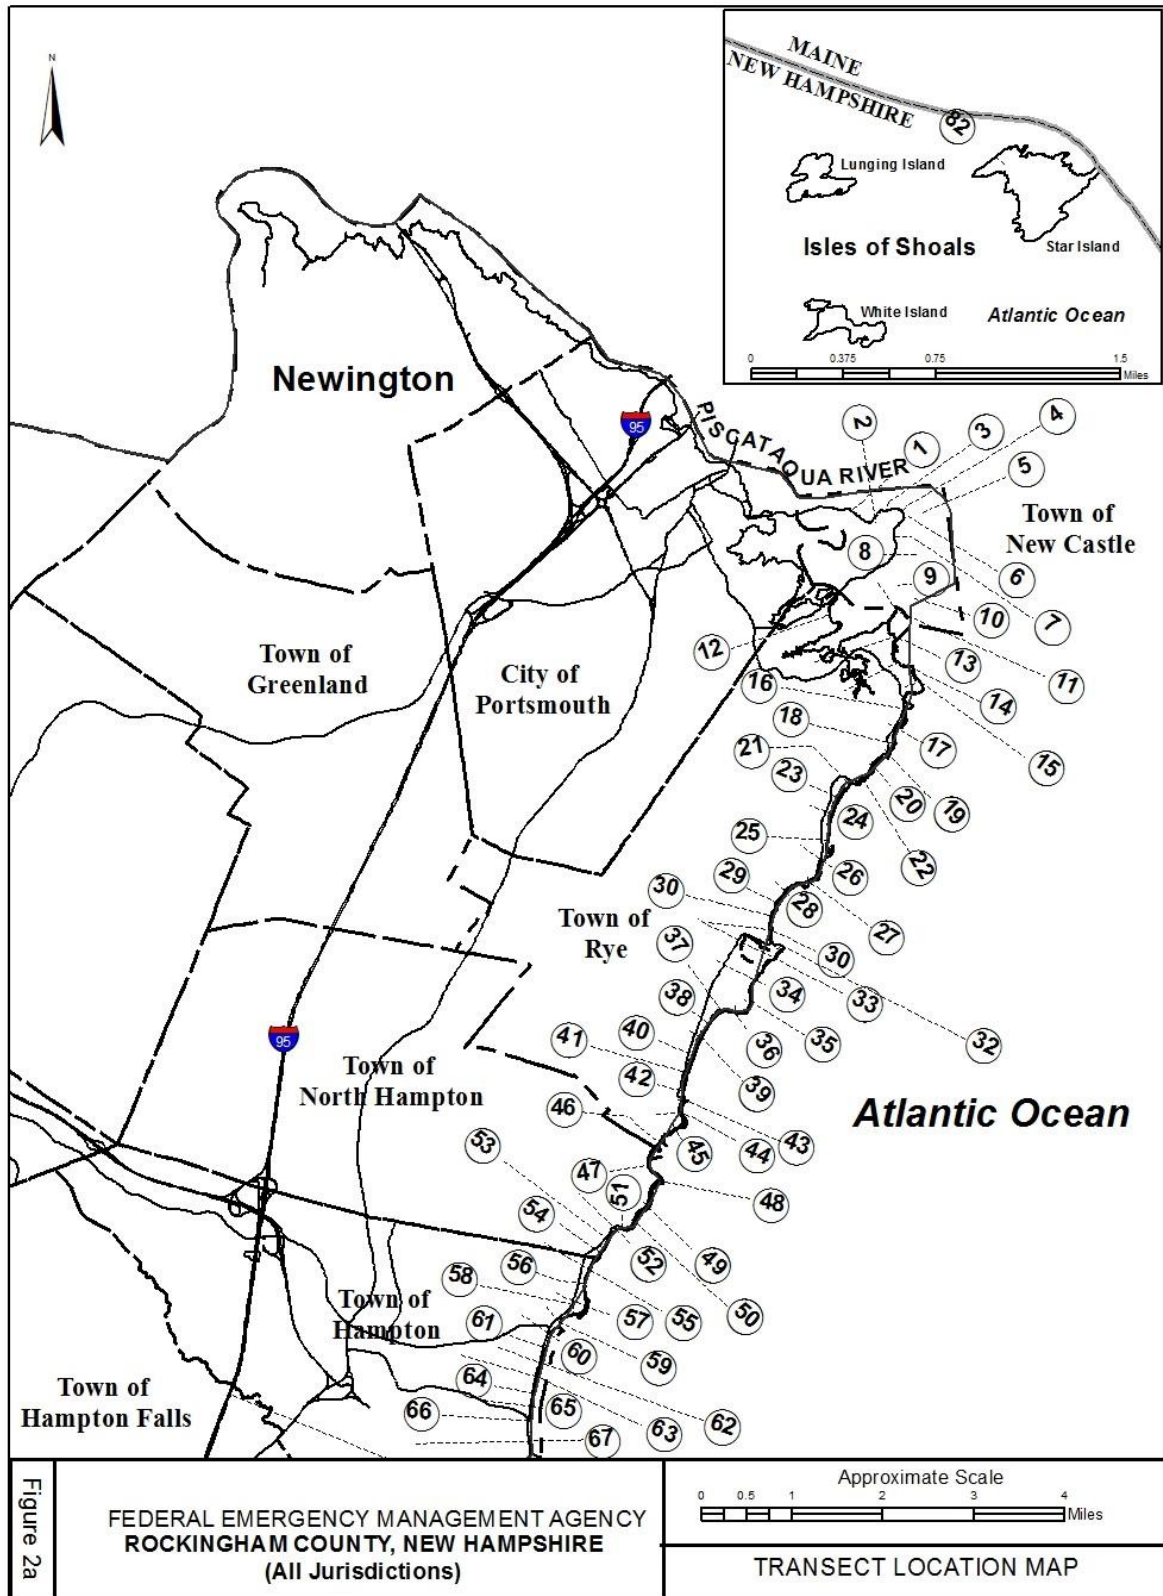 N
MAINE
NEW HAMPSHIRE
82
Lunging Island
Isles of Shoals
Star Island
White Island
Atlantic Ocean
0 0.375 0.75 1.5
Miles
Newington
95
PISCATAQUA RIVER
2
1
3
4
5
Town of
New Castle
8
6
9
7
10
12
13
11
Town of
Greenland
City of
Portsmouth
16
14
18
17
15
21
23
20
19
24
25
22
26
29
30
28
27
Town of
Rye
37
30
34
33
38
35
32
40
36
41
39
42
95
Town of
North Hampton
Atlantic Ocean
46
43
44
45
53
47
51
48
54
52
49
56
50
58
57
55
Town of
Hampton
61
60
59
64
65
62
66
63
67
Town of
Hampton Falls
Figure 2a
FEDERAL EMERGENCY MANAGEMENT AGENCY
ROCKINGHAM COUNTY, NEW HAMPSHIRE
(All Jurisdictions)
Approximate Scale
0 0.5 1 2 3 4
Miles
TRANSECT LOCATION MAP